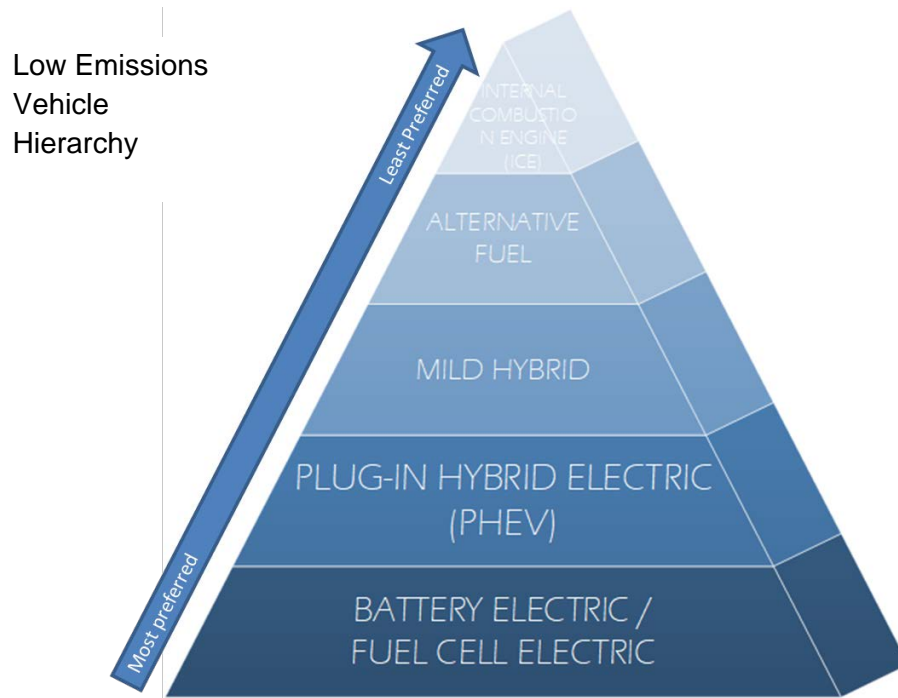 Low Emissions
Vehicle
Hierarchy
Least Preferred
Most preferred
INTERNAL
COMBUSTIO
N ENGINE
(ICE)
ALTERNATIVE
FUEL
MILD HYBRID
PLUG-IN HYBRID ELECTRIC
(PHEV)
BATTERY ELECTRIC /
FUEL CELL ELECTRIC